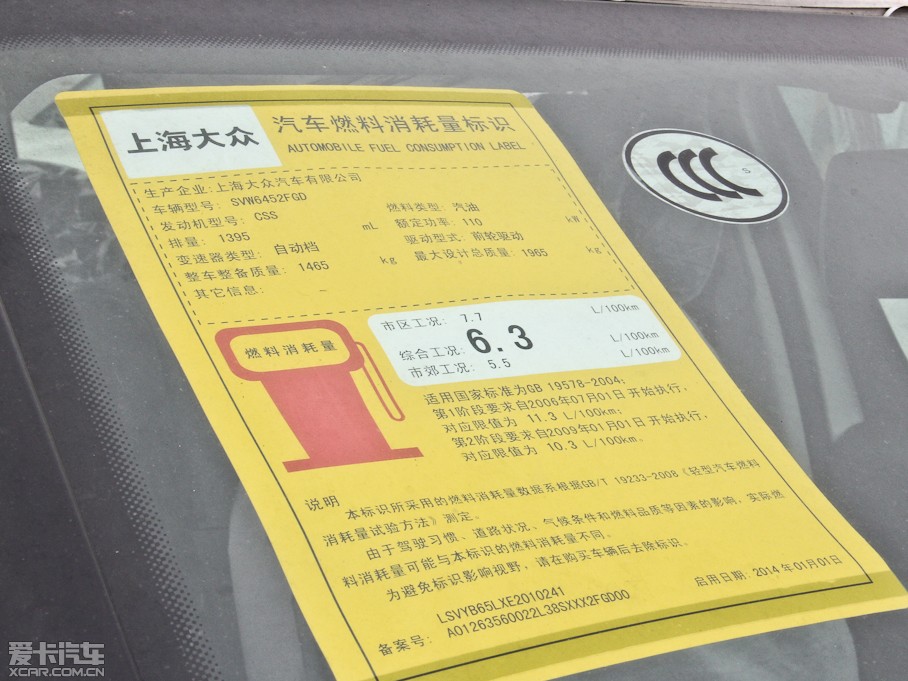 上海大众
汽车燃料消耗量标识
AUTOMOBILE FUEL CONSUMPTION LABEL
生产企业:上海大众汽车有限公司
车辆型号: SVW6452FGD
燃料类型: 汽油
发动机型号: CSS
额定功率: 110 kW
排量: 1395 mL
驱动型式: 前轮驱动
变速器类型: 自动档
最大设计总质量: 1965 kg
整车整备质量: 1465 kg
其它信息: –
燃料消耗量
市区工况: 7.7 L/100km
综合工况: 6.3 L/100km
市郊工况: 5.5 L/100km
适用国家标准为GB 19578-2004;
第1阶段要求自2006年07月01日 开始执行,
对应限值为 11.3 L/100km;
第2阶段要求自2009年01月01日 开始执行,
对应限值为 10.3 L/100km。
说明
本标识所采用的燃料消耗量数据系根据GB/T 19233-2008《轻型汽车燃料
消耗量试验方法》测定。
由于驾驶习惯、道路状况、气候条件和燃料品质等因素的影响, 实际燃
料消耗量可能与本标识的燃料消耗量不同。
为避免标识影响视野, 请在购买车辆后去除标识。
LSVYB65LXE2010241
备案号: A01263560022L38SXXX2FGD00
启用日期: 2014 年01月01日
CCC
S
爱卡汽车
XCAR.COM.CN